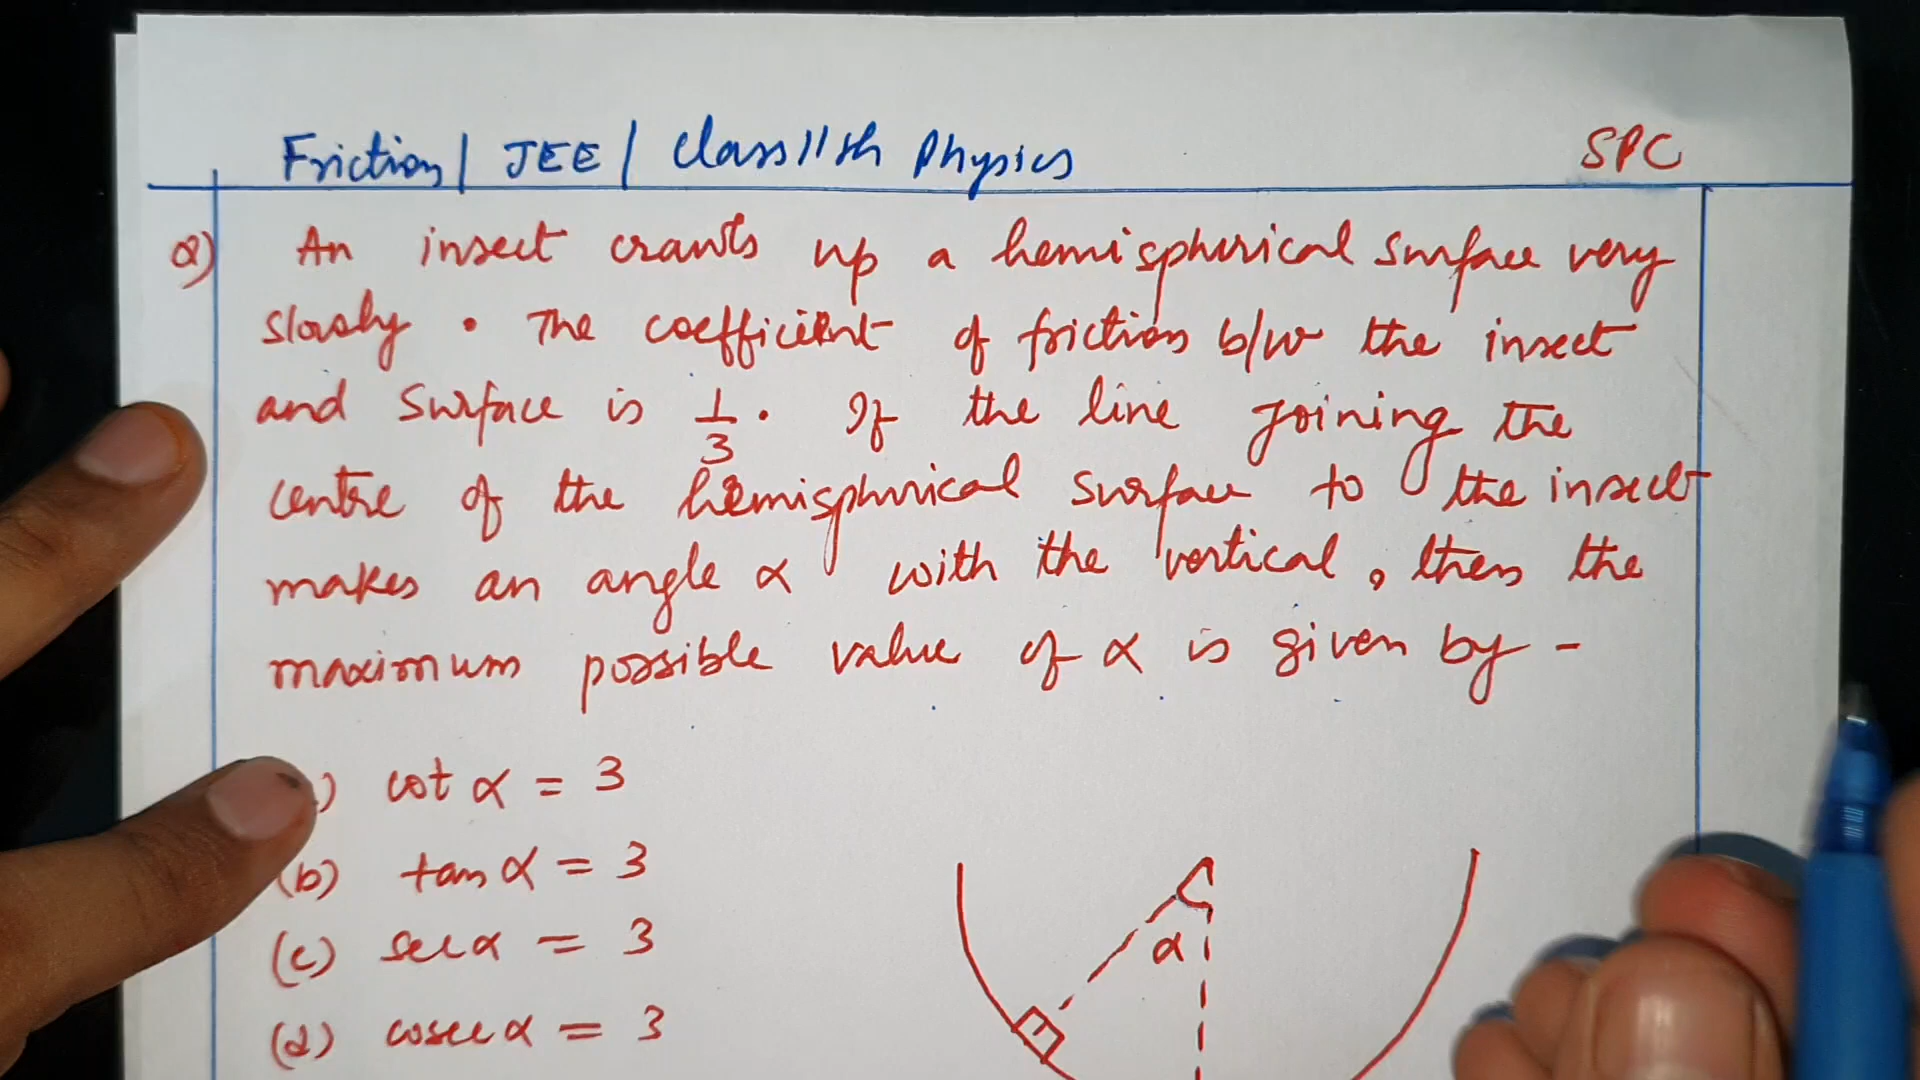 Friction | JEE | Class 11th Physics
SPC
Q) An insect crawls up a hemispherical surface very
slowly. The coefficient of friction b/w the insect
and surface is 1/3. If the line joining the
centre of the hemispherical surface to the insect
makes an angle α with the vertical, then the
maximum possible value of α is given by -
) cot α = 3
(b) tan α = 3
(c) sec α = 3
(d) cosec α = 3
C
α